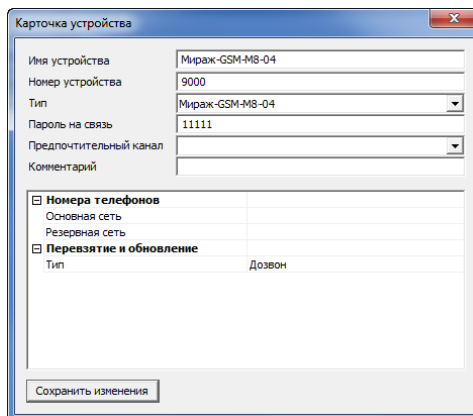 Карточка устройства
Имя устройства Мираж-GSM-M8-04
Номер устройства 9000
Тип Мираж-GSM-M8-04
Пароль на связь 11111
Предпочтительный канал
Комментарий
Номера телефонов
Основная сеть
Резервная сеть
Перевзятие и обновление
Тип Дозвон
Сохранить изменения